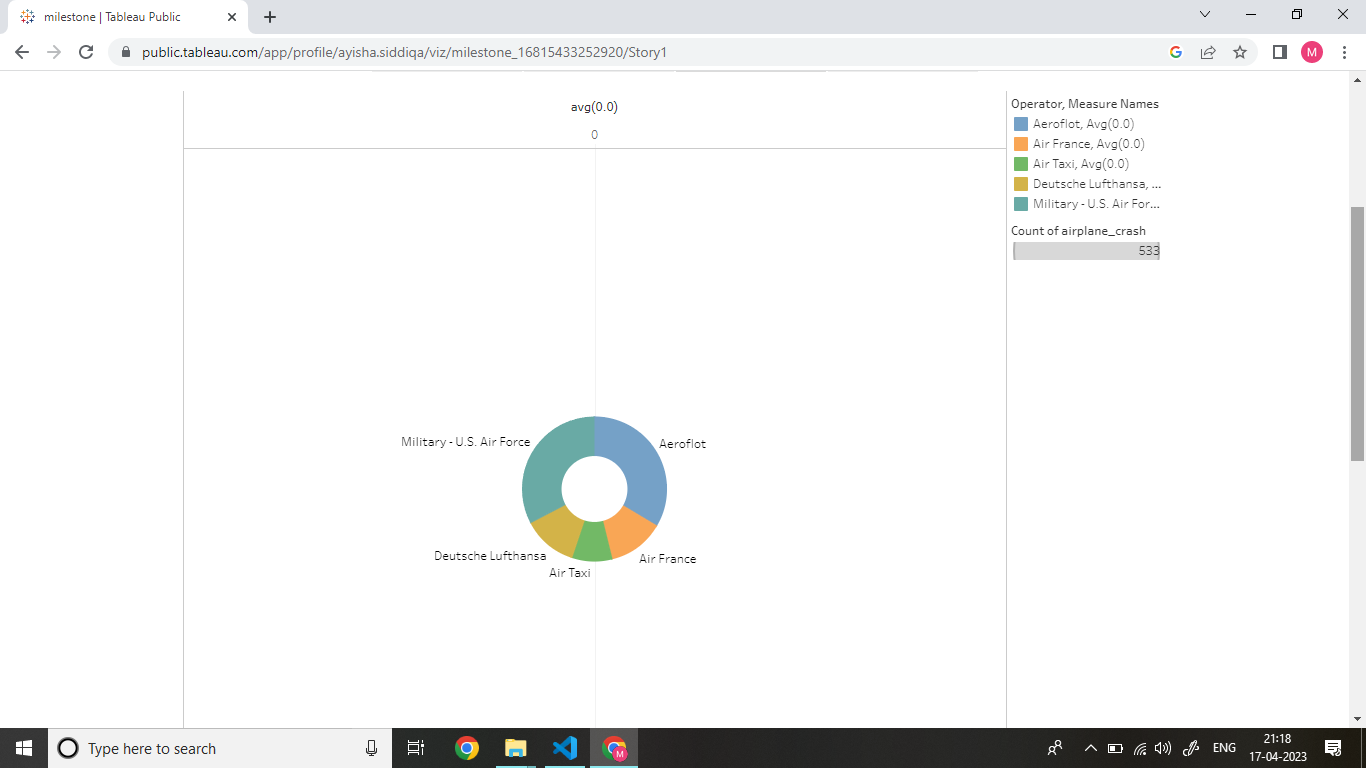 milestone | Tableau Public
public.tableau.com/app/profile/ayisha.siddiqa/viz/milestone_16815433252920/Story1
M
avg(0.0)
0
Operator, Measure Names
Aeroflot, Avg(0.0)
Air France, Avg(0.0)
Air Taxi, Avg(0.0)
Deutsche Lufthansa, ...
Military - U.S. Air For...
Count of airplane_crash
533
Military - U.S. Air Force
Aeroflot
Deutsche Lufthansa
Air France
Air Taxi
Type here to search
M
ENG
21:18
17-04-2023